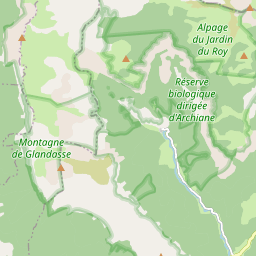 Alpage
du Jardin
du Roy
Réserve
biologique
dirigée
d'Archiane
Montagne
de Glandasse